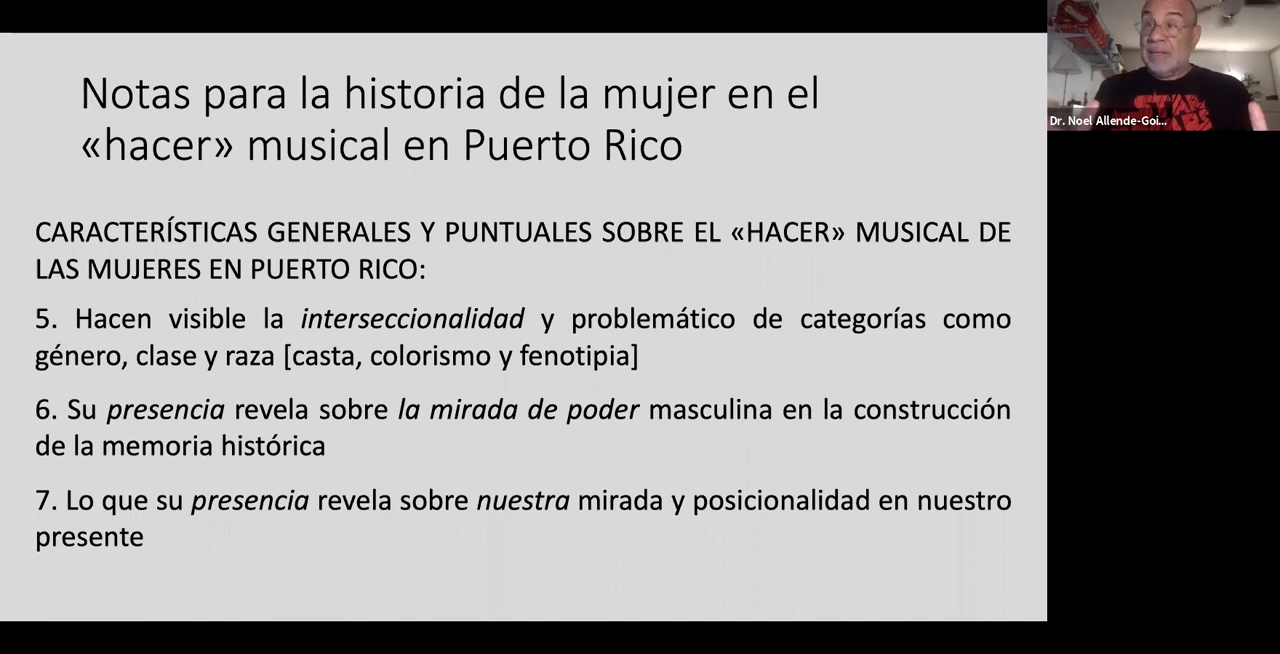 Notas para la historia de la mujer en el
«hacer» musical en Puerto Rico
CARACTERÍSTICAS GENERALES Y PUNTUALES SOBRE EL «HACER» MUSICAL DE
LAS MUJERES EN PUERTO RICO:
5. Hacen visible la interseccionalidad y problemático de categorías como
género, clase y raza [casta, colorismo y fenotipia]
6. Su presencia revela sobre la mirada de poder masculina en la construcción
de la memoria histórica
7. Lo que su presencia revela sobre nuestra mirada y posicionalidad en nuestro
presente
Dr. Noel Allende-Goi...